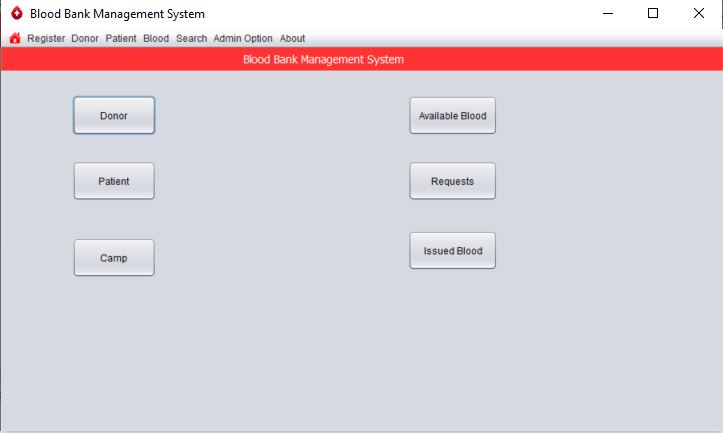 Blood Bank Management System
Register Donor Patient Blood Search Admin Option About
Blood Bank Management System
Donor
Available Blood
Patient
Requests
Camp
Issued Blood